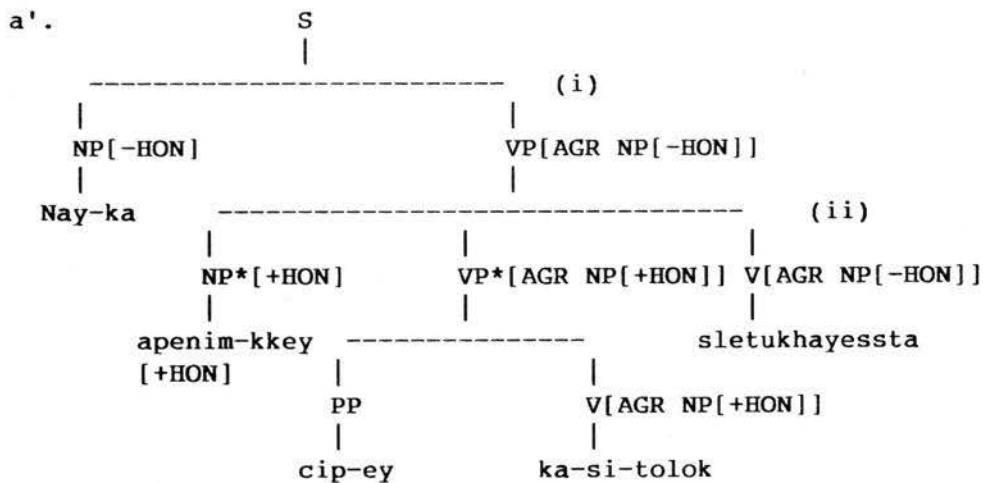 a'. S
(i)
NP[-HON] VP[AGR NP[-HON]]
Nay-ka (ii)
NP*[+HON] VP*[AGR NP[+HON]] V[AGR NP[-HON]]
apenim-kkey sletukhayessta
[+HON]
PP V[AGR NP[+HON]]
cip-ey ka-si-tolok